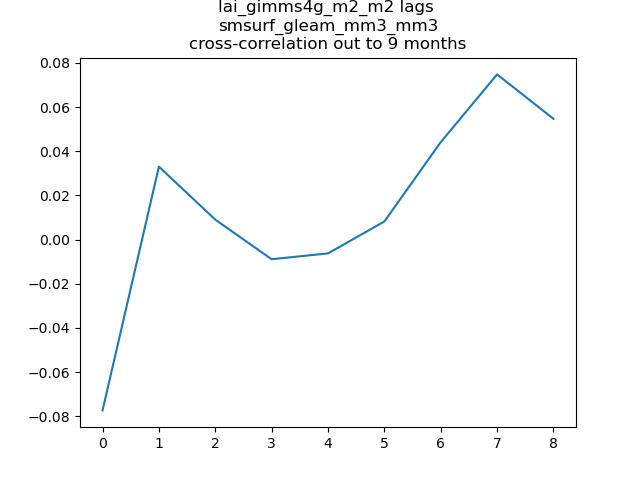 lai_gimms4g_m2_m2 lags
smsurf_gleam_mm3_mm3
cross-correlation out to 9 months
0.08
0.06
0.04
0.02
0.00
−0.02
−0.04
−0.06
−0.08
0 1 2 3 4 5 6 7 8